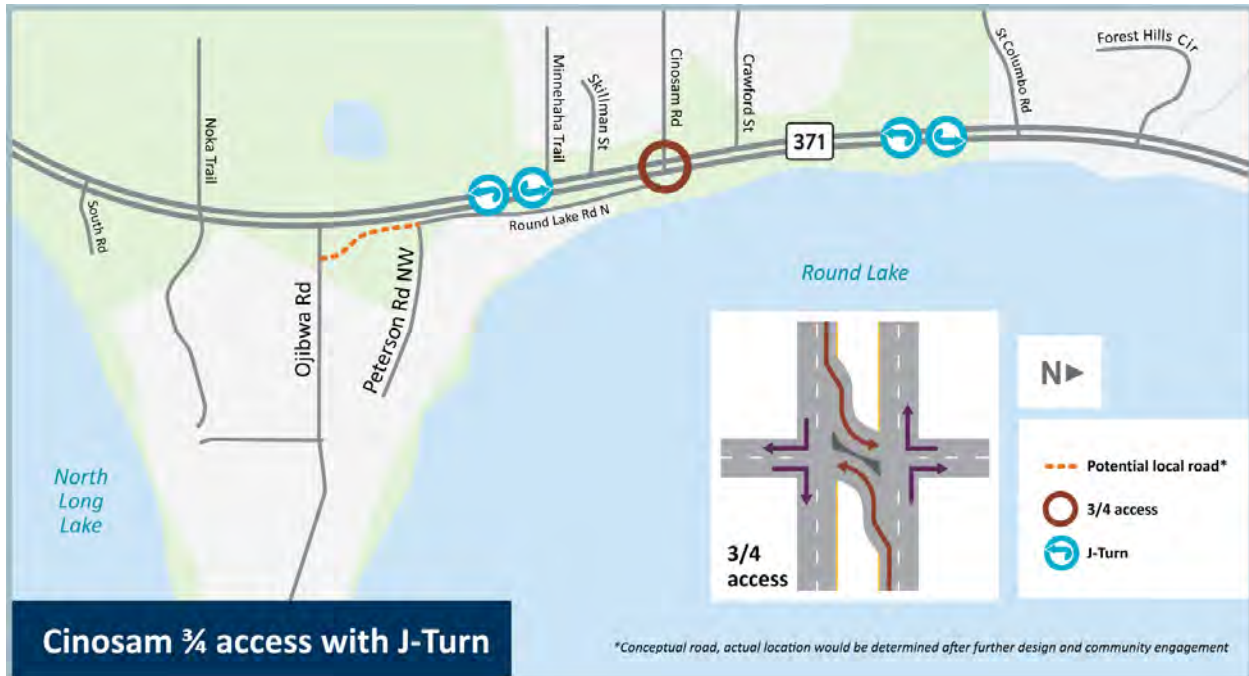 Noka Trail
South Rd
Minnehaha Trail
Skillman St
Cinosam Rd
Crawford St
371
St Columbo Rd
Forest Hills Cir
Round Lake Rd N
Ojibwa Rd
Peterson Rd NW
Round Lake
North
Long
Lake
3/4
access
N
Potential local road*
3/4 access
J-Turn
Cinosam ¾ access with J-Turn
*Conceptual road, actual location would be determined after further design and community engagement